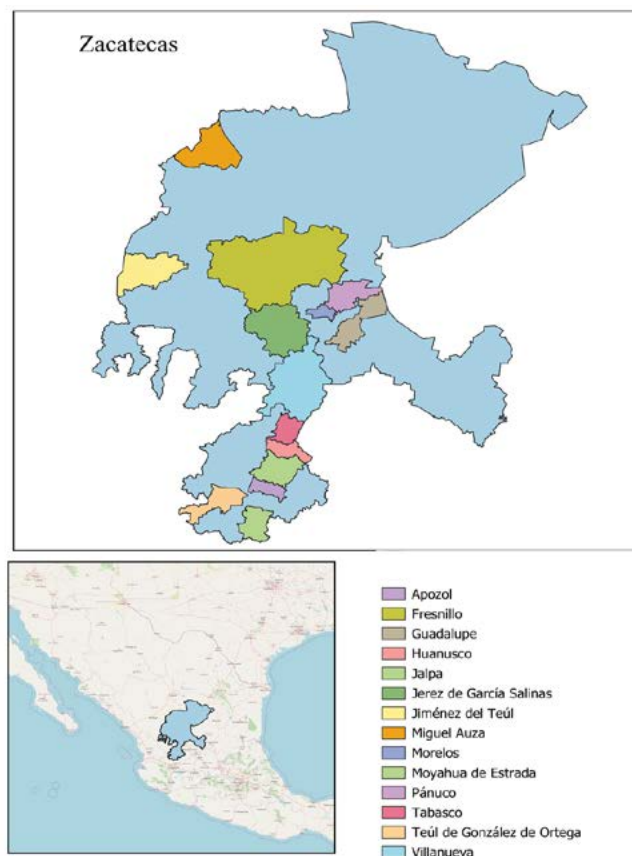 Zacatecas
Apozol
Fresnillo
Guadalupe
Huanusco
Jalpa
Jerez de García Salinas
Jiménez del Teúl
Miguel Auza
Morelos
Moyahua de Estrada
Pánuco
Tabasco
Teúl de González de Ortega
Villanueva